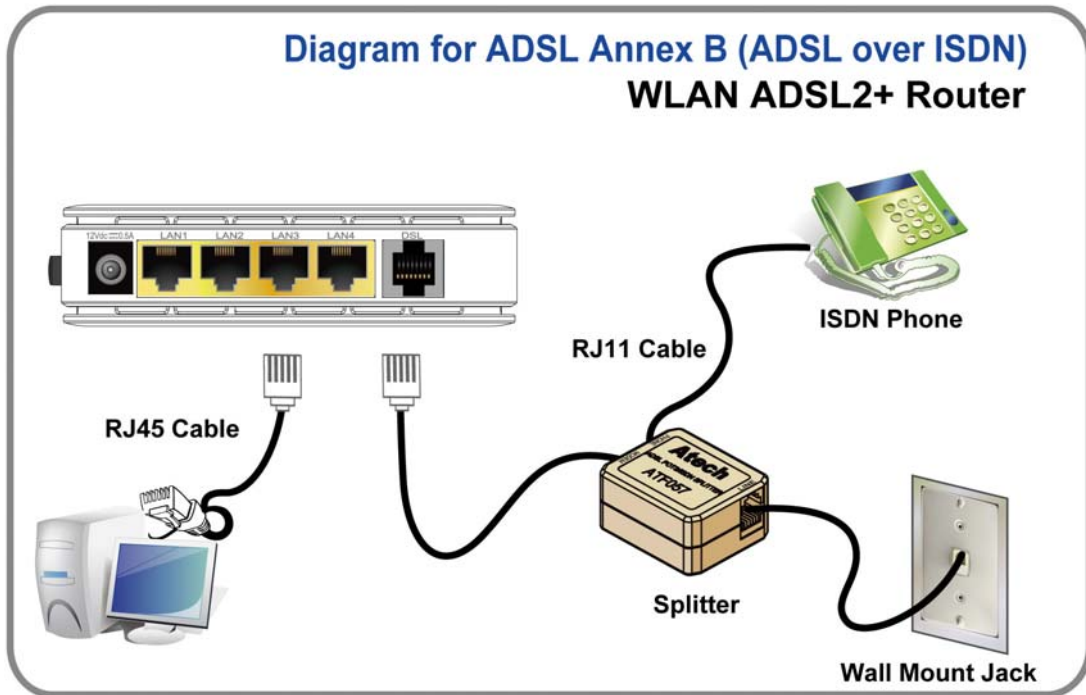 Diagram for ADSL Annex B (ADSL over ISDN)
WLAN ADSL2+ Router
12Vdc 0.5A
LAN1
LAN2
LAN3
LAN4
DSL
ISDN Phone
RJ11 Cable
RJ45 Cable
Atech
SPLITTER
ATF057
Splitter
Wall Mount Jack